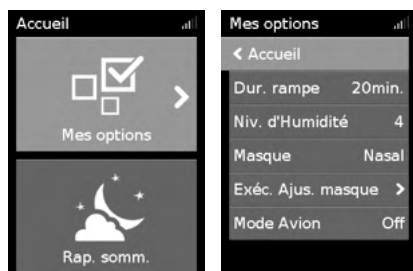 Accueil
Mes options
Rap. somm.
Mes options
Accueil
Dur. rampe 20min.
Niv. d'Humidité 4
Masque Nasal
Exéc. Ajus. masque
Mode Avion Off